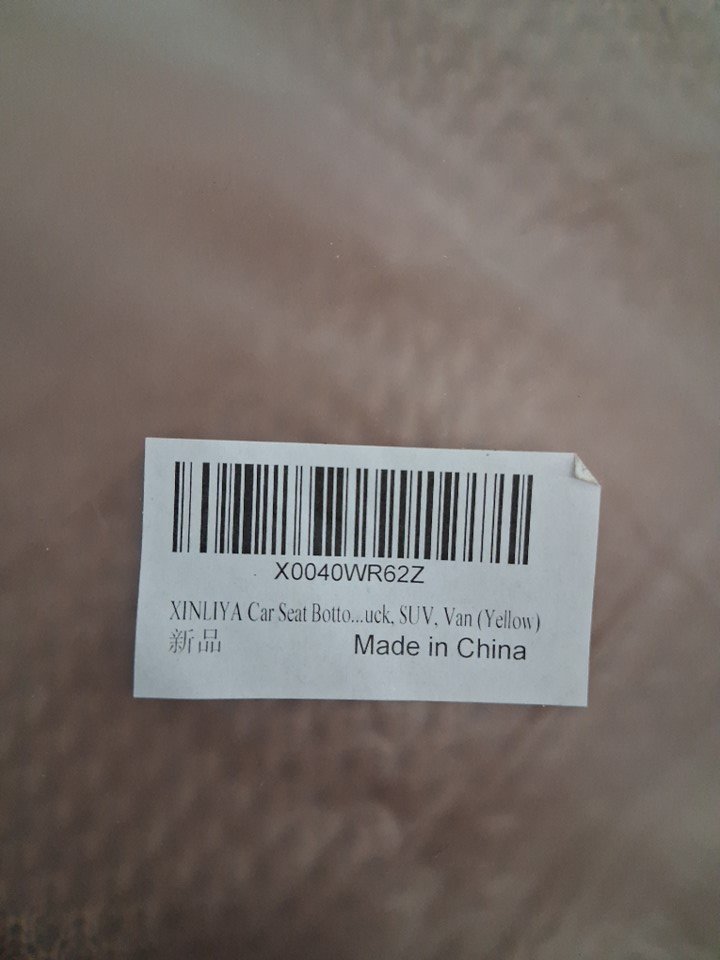 X0040WR62Z
XINLIYA Car Seat Botto...uck, SUV, Van (Yellow)
新品
Made in China